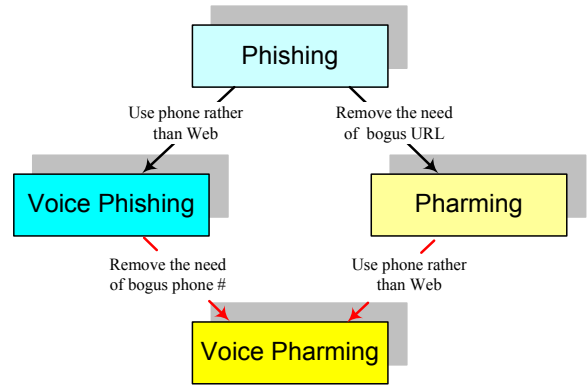 Phishing
Use phone rather
than Web
Remove the need
of bogus URL
Voice Phishing
Pharming
Remove the need
of bogus phone #
Use phone rather
than Web
Voice Pharming